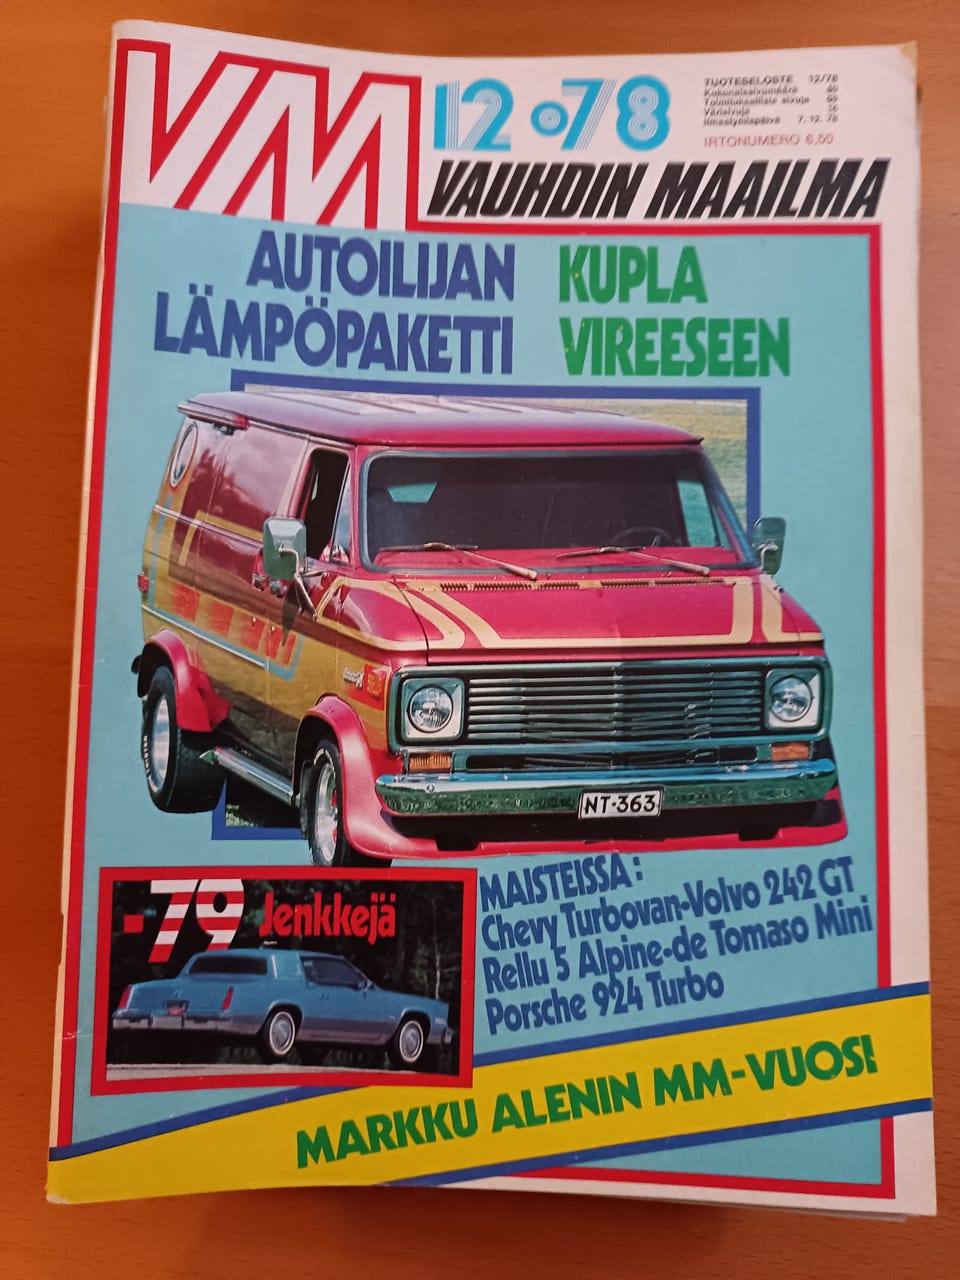 VM
12•78
TUOTESELOSTE 12/78
Kokonaissivumäärä 80
Toimituksellisia sivuja 69
Värisivuja 16
Ilmestymispäivä 7. 12. 78
IRTONUMERO 6,50
VAUHDIN MAAILMA
AUTOILIJAN
LÄMPÖPAKETTI
KUPLA
VIREESEEN
NT-363
MAISTEISSA:
Chevy Turbovan•Volvo 242 GT
Rellu 5 Alpine•de Tomaso Mini
Porsche 924 Turbo
-79 Jenkkejä
MARKKU ALENIN MM-VUOSI